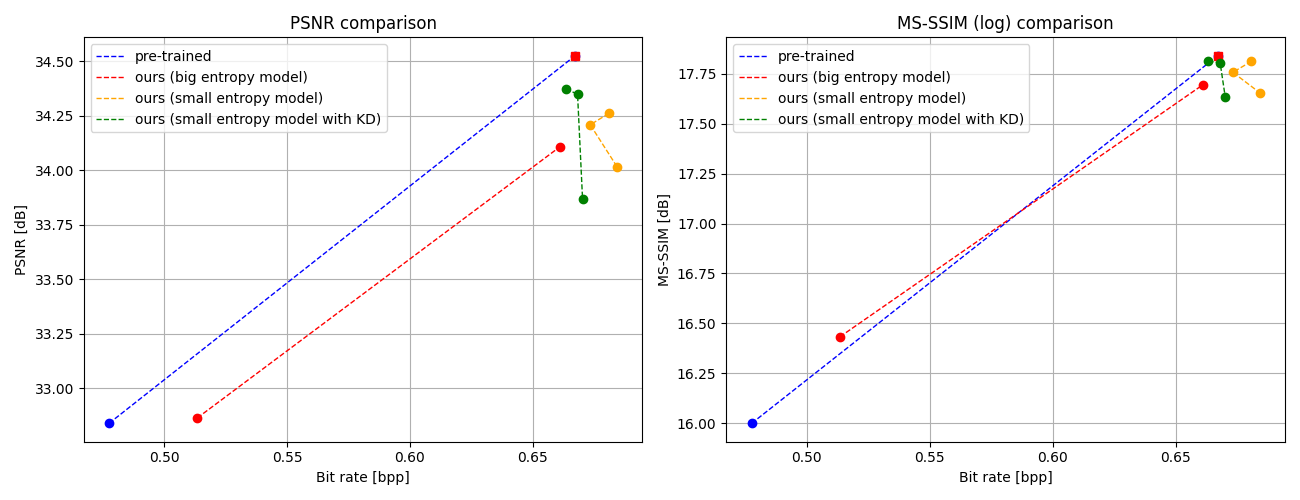 PSNR comparison
pre-trained
ours (big entropy model)
ours (small entropy model)
ours (small entropy model with KD)
34.50
34.25
34.00
33.75
33.50
33.25
33.00
PSNR [dB]
0.50
0.55
0.60
0.65
Bit rate [bpp]
MS-SSIM (log) comparison
pre-trained
ours (big entropy model)
ours (small entropy model)
ours (small entropy model with KD)
17.75
17.50
17.25
17.00
16.75
16.50
16.25
16.00
MS-SSIM [dB]
0.50
0.55
0.60
0.65
Bit rate [bpp]